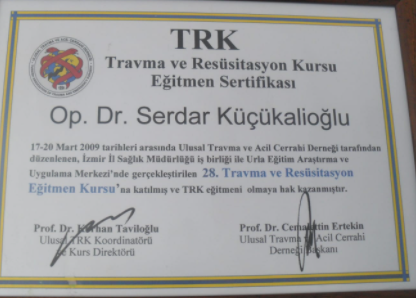 TRK
Travma ve Resüsitasyon Kursu
Eğitmen Sertifikası
Op. Dr. Serdar Küçükalioğlu
17-20 Mart 2009 tarihleri arasında Ulusal Travma ve Acil Cerrahi Derneği tarafından
düzenlenen, İzmir İl Sağlık Müdürlüğü iş birliği ile Urla Eğitim Araştırma ve
Uygulama Merkezi'nde gerçekleştirilen 28. Travma ve Resüsitasyon
Eğitmen Kursu'na katılmış ve TRK eğitmeni olmaya hak kazanmıştır.
Prof. Dr. Korhan Taviloğlu
Ulusal TRK Koordinatörü
ve Kurs Direktörü
Prof. Dr. Cemalettin Ertekin
Ulusal Travma ve Acil Cerrahi
Derneği Başkanı